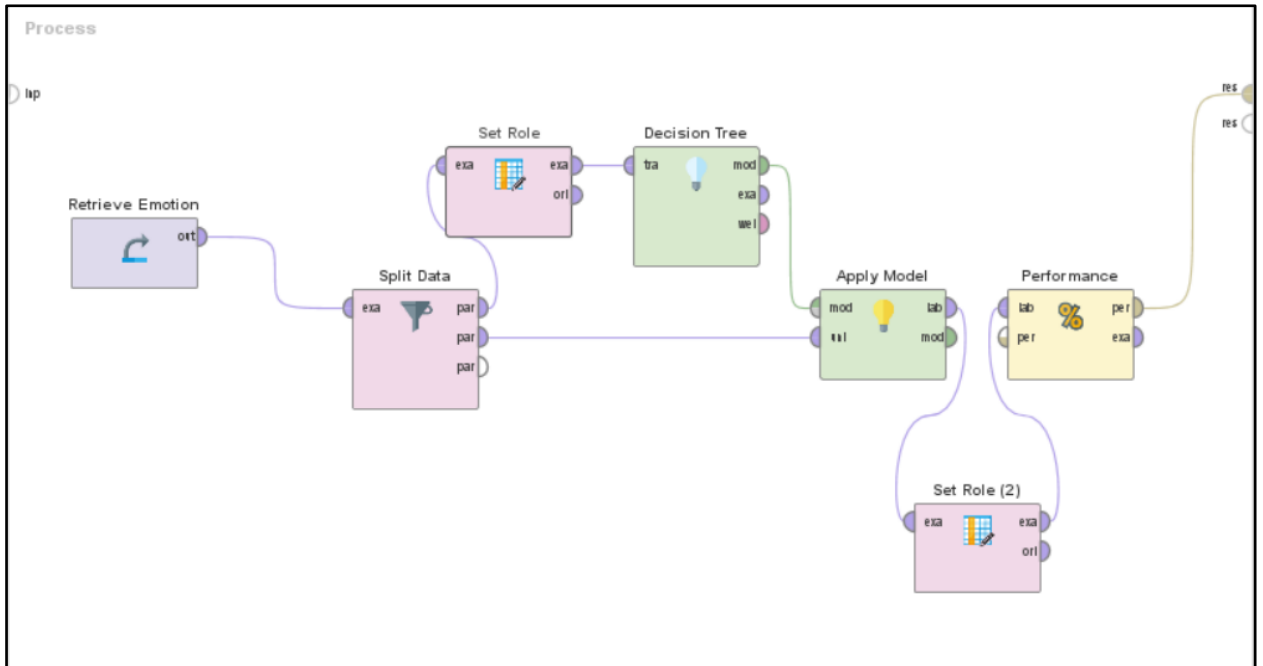 Process
inp
res
res
Set Role
exa
exa
ori
Decision Tree
tra
mod
exa
wei
Retrieve Emotion
out
Split Data
exa
par
par
par
Apply Model
mod
lab
unl
mod
Performance
lab
per
per
exa
%
Set Role (2)
exa
exa
ori